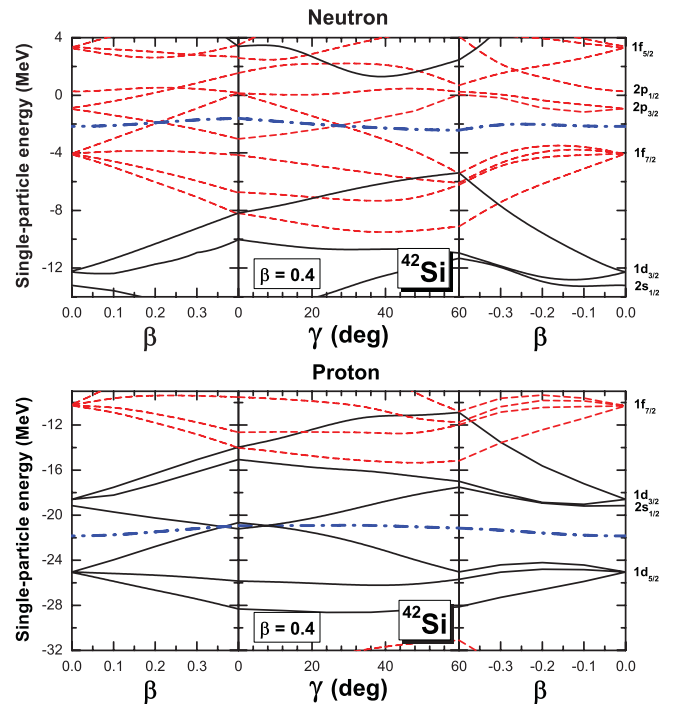 Neutron
Single-particle energy (MeV)
4
0
-4
-8
-12
1f5/2
2p1/2
2p3/2
1f7/2
1d3/2
2s1/2
β = 0.4
42Si
0.0 0.1 0.2 0.3 0 20 40 60 -0.3 -0.2 -0.1 0.0
β γ (deg) β
Proton
Single-particle energy (MeV)
-12
-16
-20
-24
-28
-32
1f7/2
1d3/2
2s1/2
1d5/2
β = 0.4
42Si
0.0 0.1 0.2 0.3 0 20 40 60 -0.3 -0.2 -0.1 0.0
β γ (deg) β